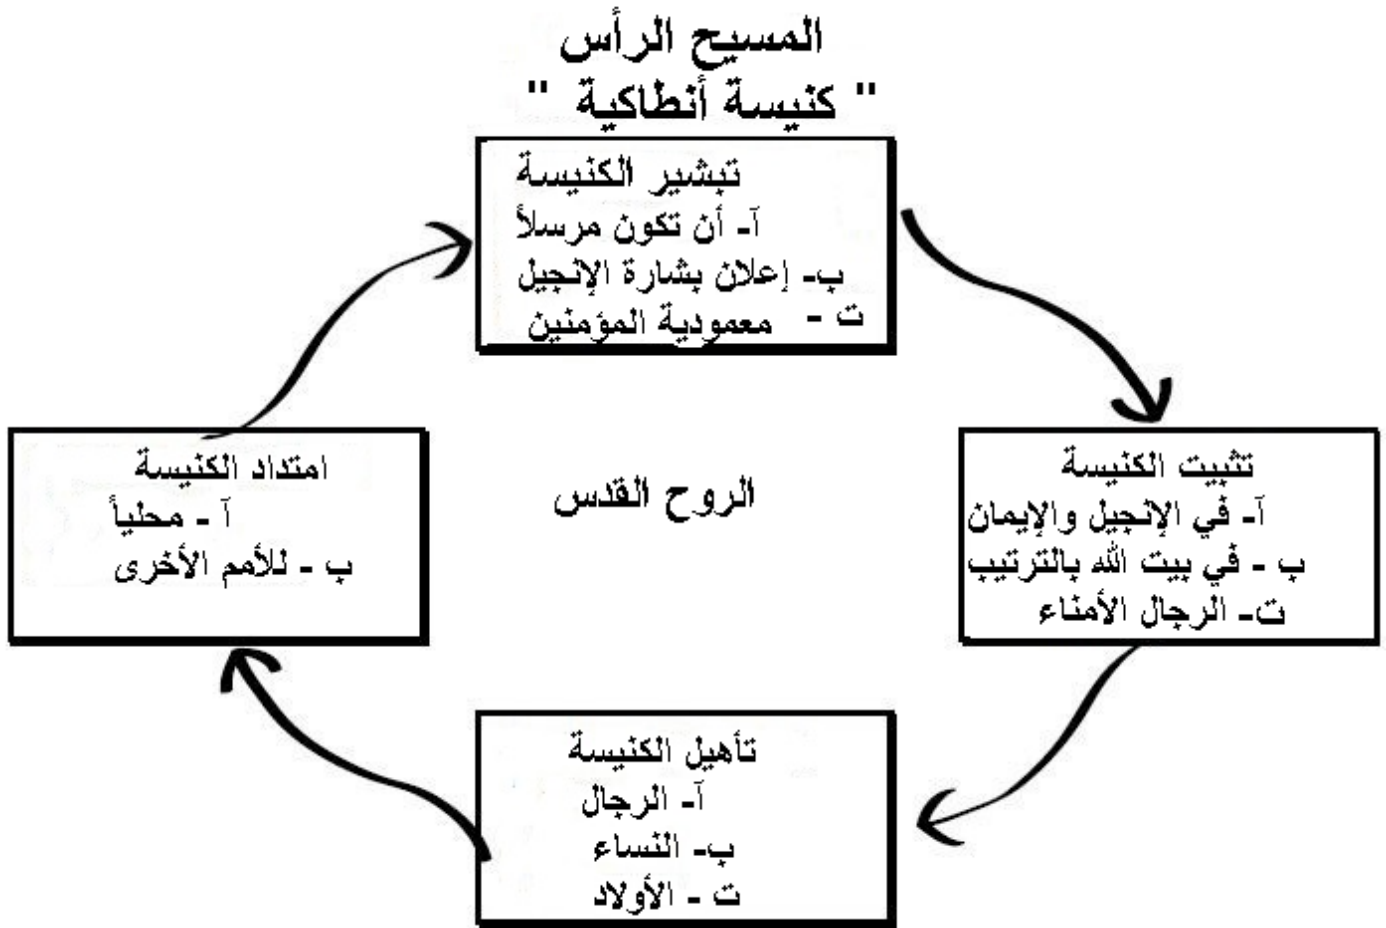 المسيح الرأس
" كنيسة أنطاكية "
تبشير الكنيسة
آ- أن تكون مرسلاً
ب- إعلان بشارة الإنجيل
ت - معمودية المؤمنين
تثبيت الكنيسة
آ- في الإنجيل والإيمان
ب - في بيت الله بالترتيب
ت- الرجال الأمناء
الروح القدس
امتداد الكنيسة
آ - محلياً
ب - للأمم الأخرى
تأهيل الكنيسة
آ- الرجال
ب- النساء
ت - الأولاد